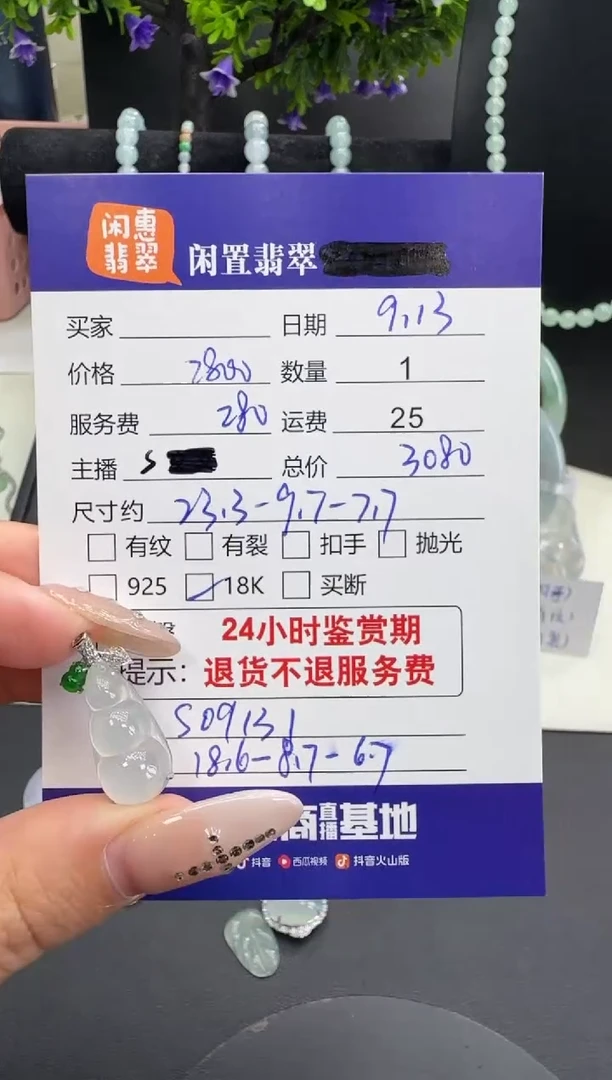 闲惠
翡翠
闲置翡翠
买家 日期 9.13
价格 2800 数量 1
服务费 280 运费 25
主播 S 总价 3080
尺寸约 23.3-9.7-7.7
有纹 有裂 扣手 抛光
925 18K 买断
24小时鉴赏期
提示: 退货不退服务费
S09131
18.6-8.7-6.7
直播基地
抖音 西瓜视频 抖音火山版